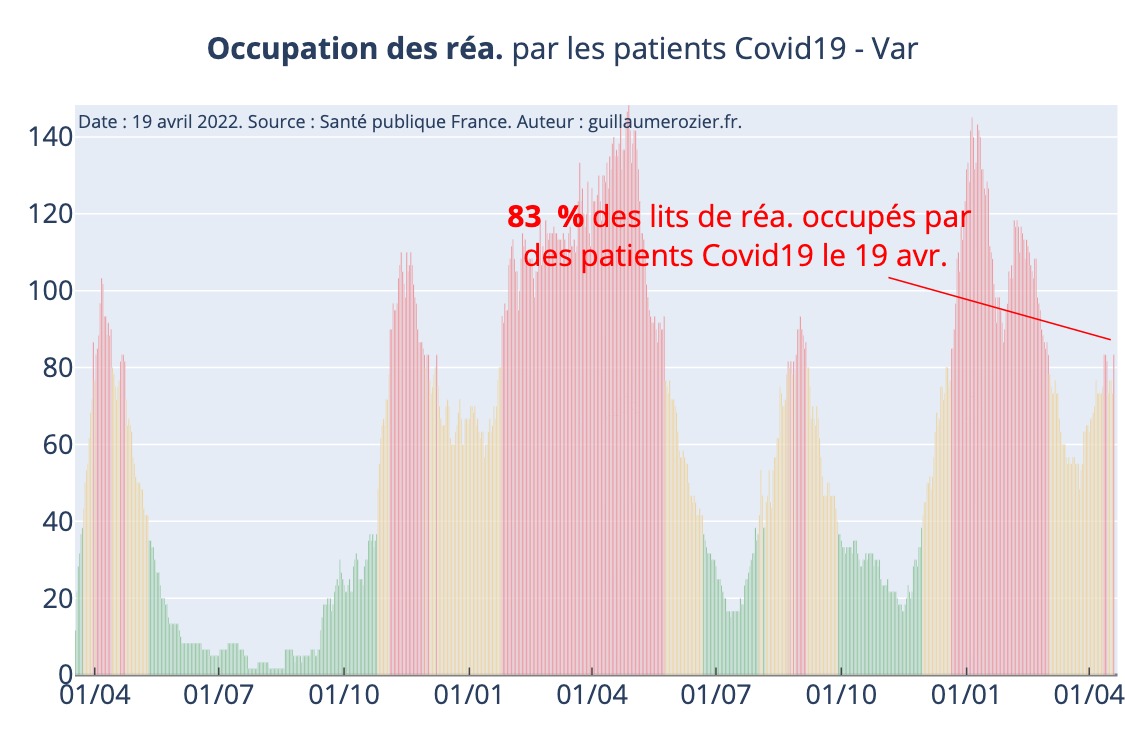 Occupation des réa. par les patients Covid19 - Var
Date : 19 avril 2022. Source : Santé publique France. Auteur : guillaumerozier.fr.
140
120
100
80
60
40
20
0
83 % des lits de réa. occupés par
des patients Covid19 le 19 avr.
01/04 01/07 01/10 01/01 01/04 01/07 01/10 01/01 01/04